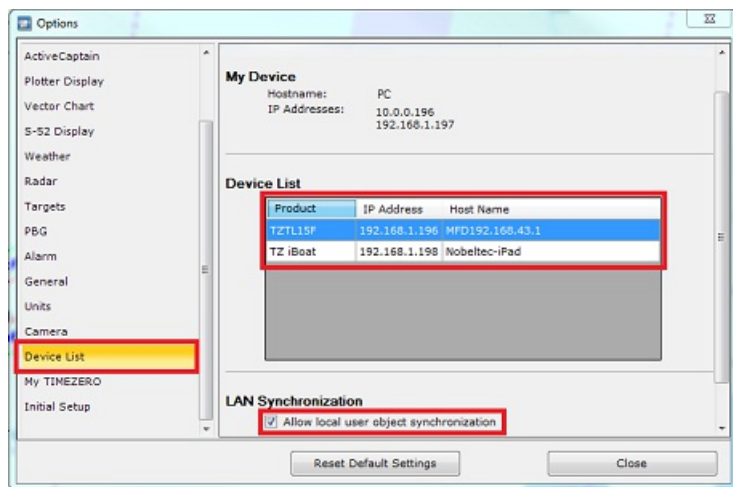 Options
ActiveCaptain
Plotter Display
Vector Chart
S-52 Display
Weather
Radar
Targets
PBG
Alarm
General
Units
Camera
Device List
My TIMEZERO
Initial Setup
My Device
Hostname: PC
IP Addresses: 10.0.0.196
192.168.1.197
Device List
Product IP Address Host Name
TZTL15F 192.168.1.196 MFD192.168.43.1
TZ iBoat 192.168.1.198 Nobeltec-iPad
LAN Synchronization
Allow local user object synchronization
Reset Default Settings Close